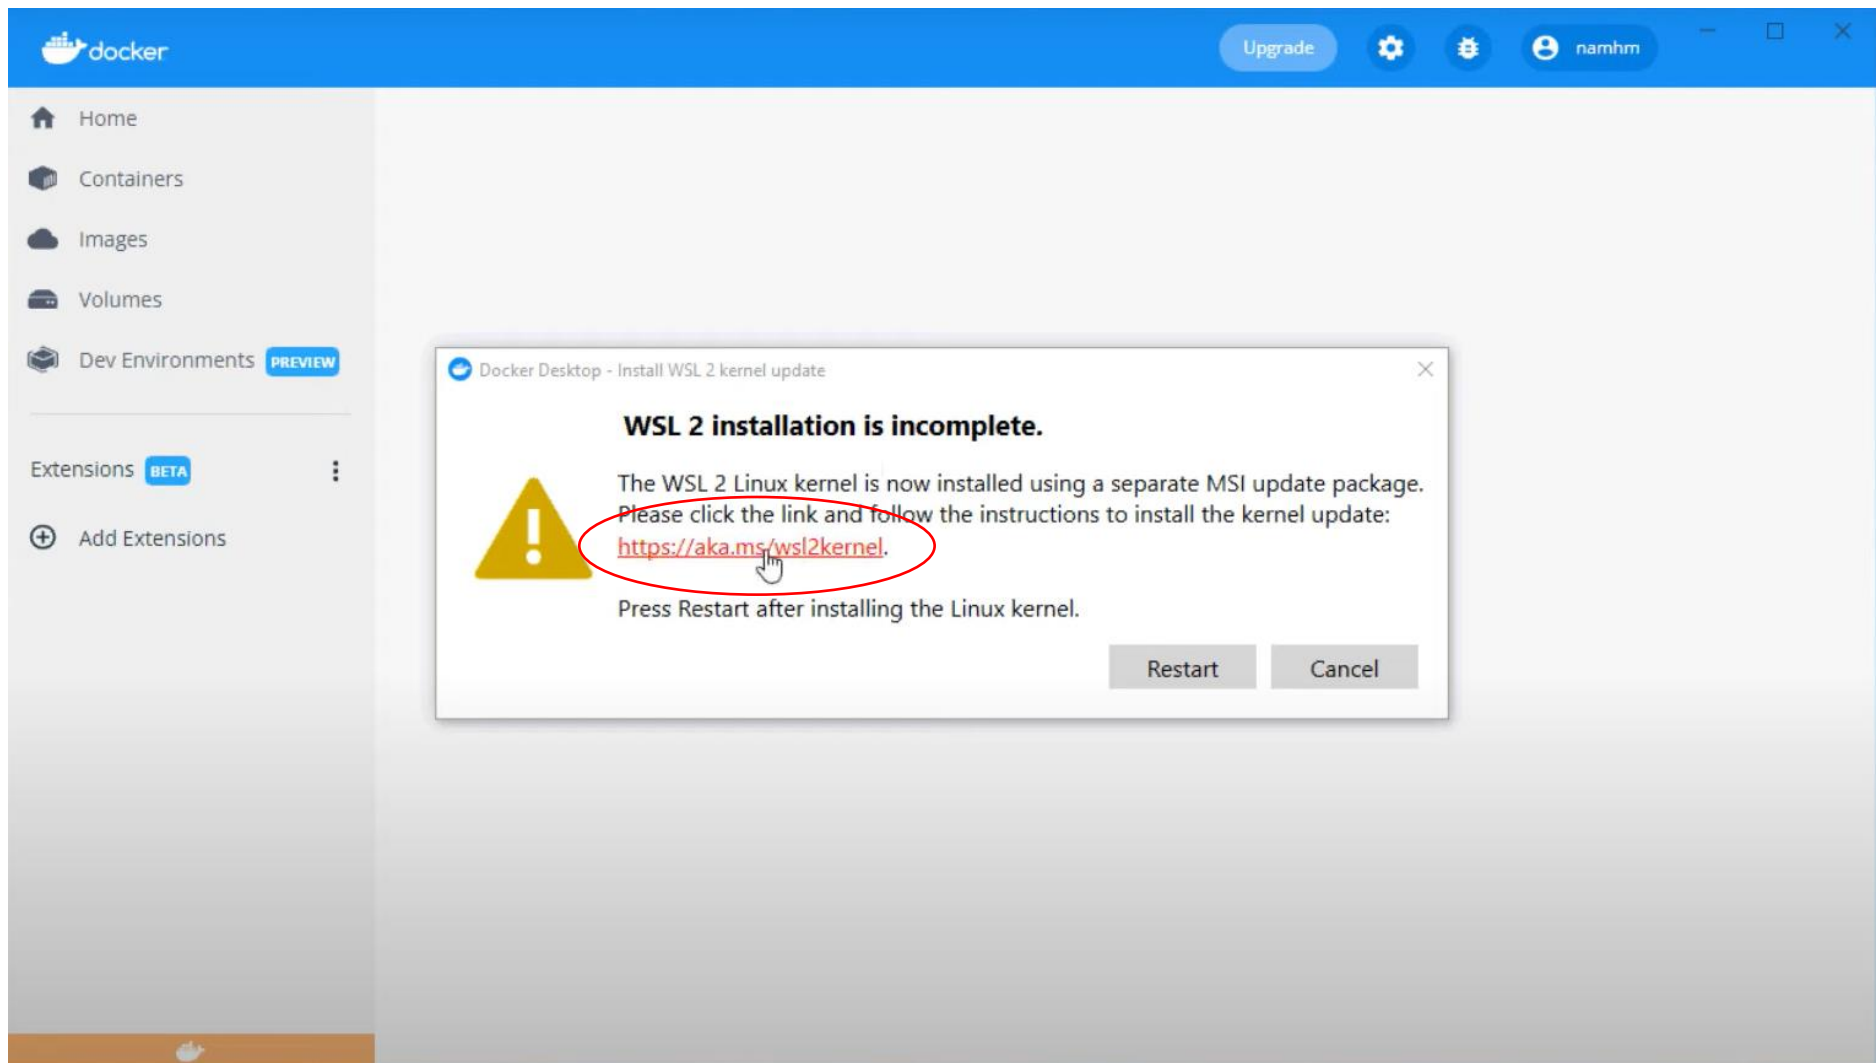 docker
Upgrade
namhm
Home
Containers
Images
Volumes
Dev Environments PREVIEW
Extensions BETA
Add Extensions
Docker Desktop - Install WSL 2 kernel update
WSL 2 installation is incomplete.
The WSL 2 Linux kernel is now installed using a separate MSI update package.
Please click the link and follow the instructions to install the kernel update:
https://aka.ms/wsl2kernel.
Press Restart after installing the Linux kernel.
Restart Cancel